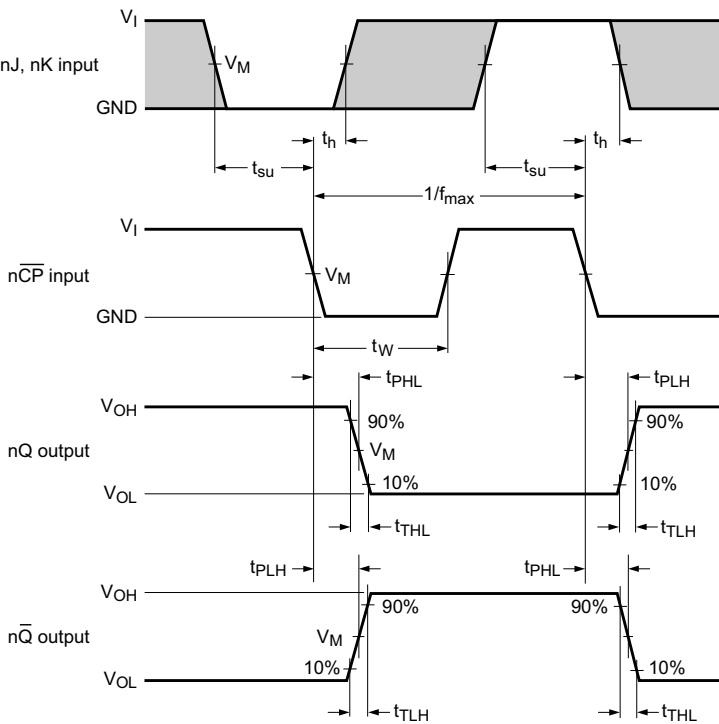 V_I
nJ, nK input
V_M
GND
t_h
t_h
t_su
t_su
1/f_max
V_I
nC̅P̅ input
V_M
GND
t_W
t_PHL
t_PLH
V_OH
90%
90%
nQ output
V_M
10%
10%
V_OL
t_THL
t_TLH
t_PLH
t_PHL
V_OH
90%
90%
nQ̅ output
V_M
10%
10%
V_OL
t_TLH
t_THL